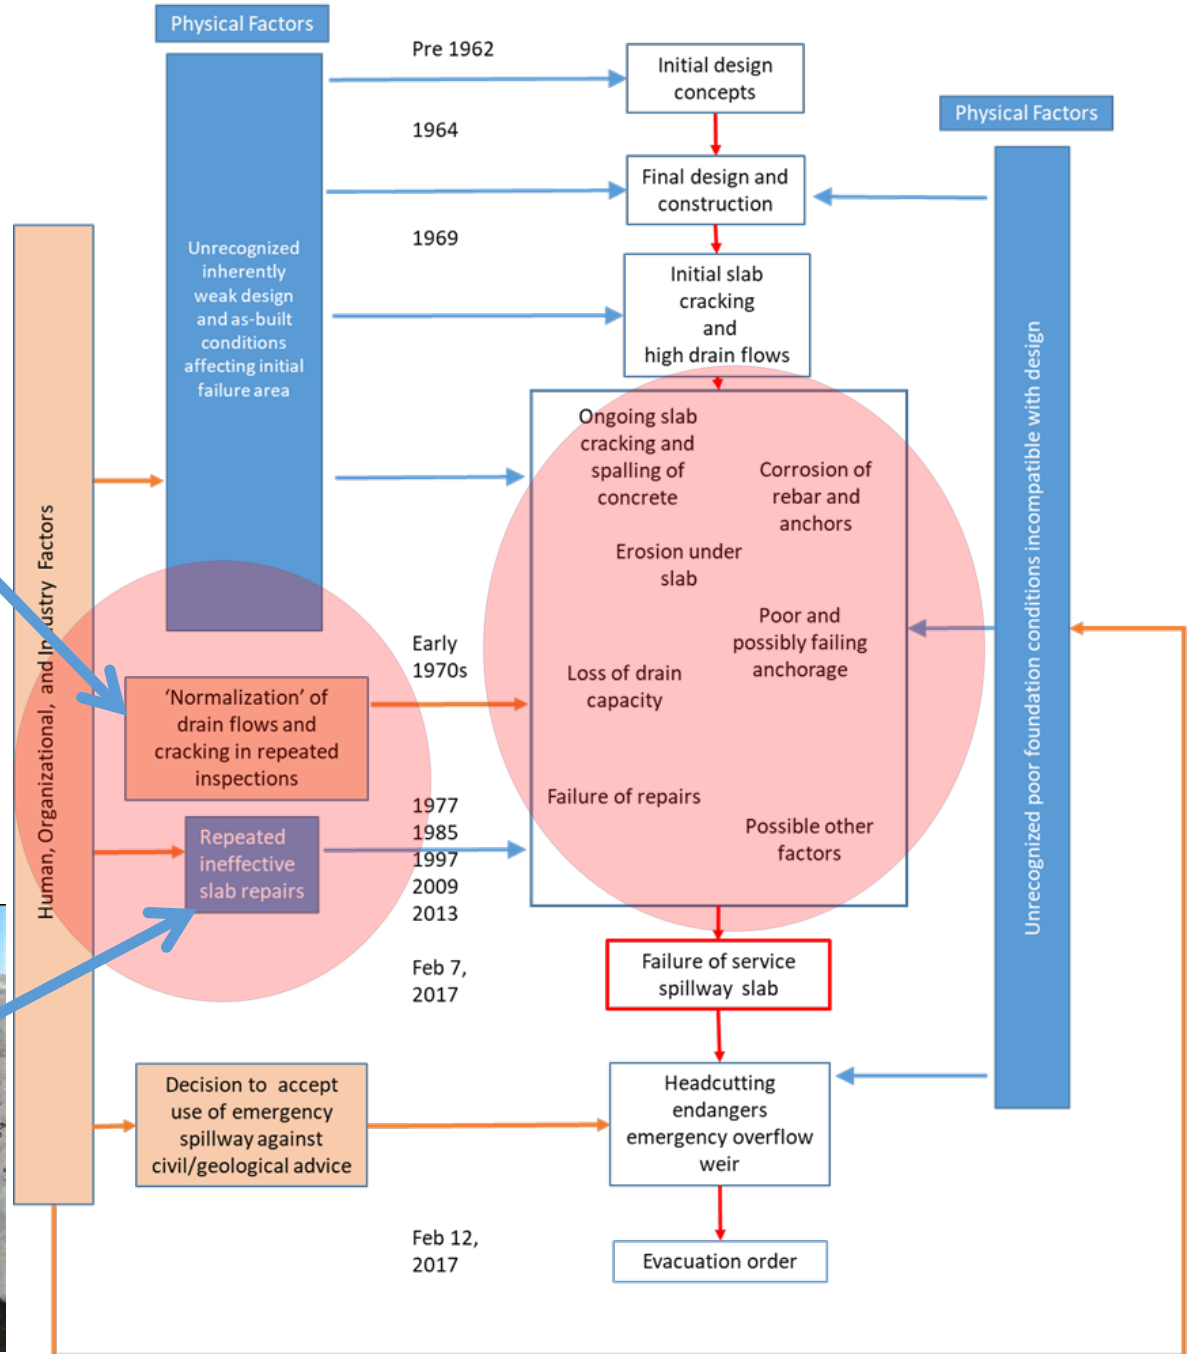 Physical Factors
Pre 1962
Initial design
concepts
Physical Factors
1964
Final design and
construction
1969
Unrecognized
inherently
weak design
and as-built
conditions
affecting initial
failure area
Initial slab
cracking
and
high drain flows
Ongoing slab
cracking and
spalling of
concrete
Corrosion of
rebar and
anchors
Erosion under
slab
Poor and
possibly failing
anchorage
Loss of drain
capacity
Failure of repairs
Possible other
factors
Unrecognized poor foundation conditions incompatible with design
Human, Organizational, and Industry Factors
Early
1970s
‘Normalization’ of
drain flows and
cracking in repeated
inspections
1977
1985
1997
2009
2013
Repeated
ineffective
slab repairs
Feb 7,
2017
Failure of service
spillway slab
Decision to accept
use of emergency
spillway against
civil/geological advice
Headcutting
endangers
emergency overflow
weir
Feb 12,
2017
Evacuation order